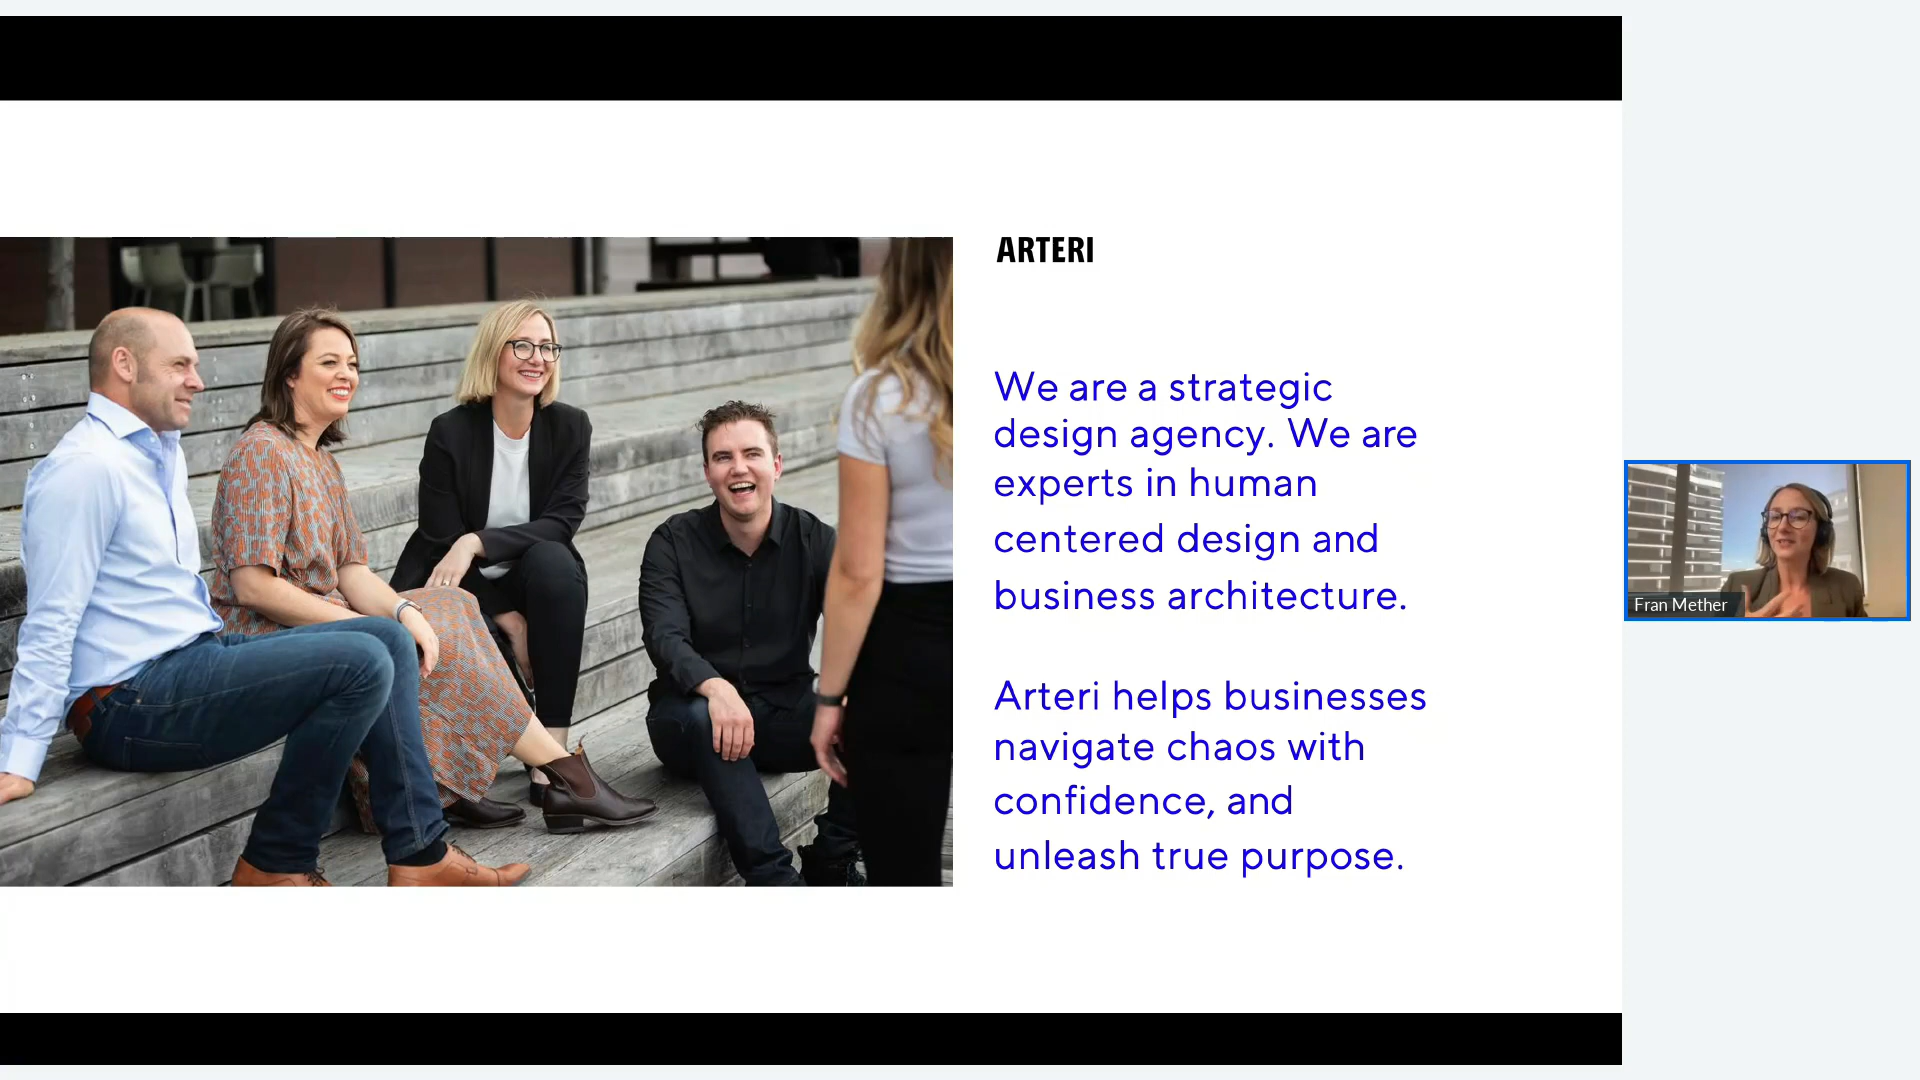 ARTERI
We are a strategic
design agency. We are
experts in human
centered design and
business architecture.
Arteri helps businesses
navigate chaos with
confidence, and
unleash true purpose.
Fran Mether